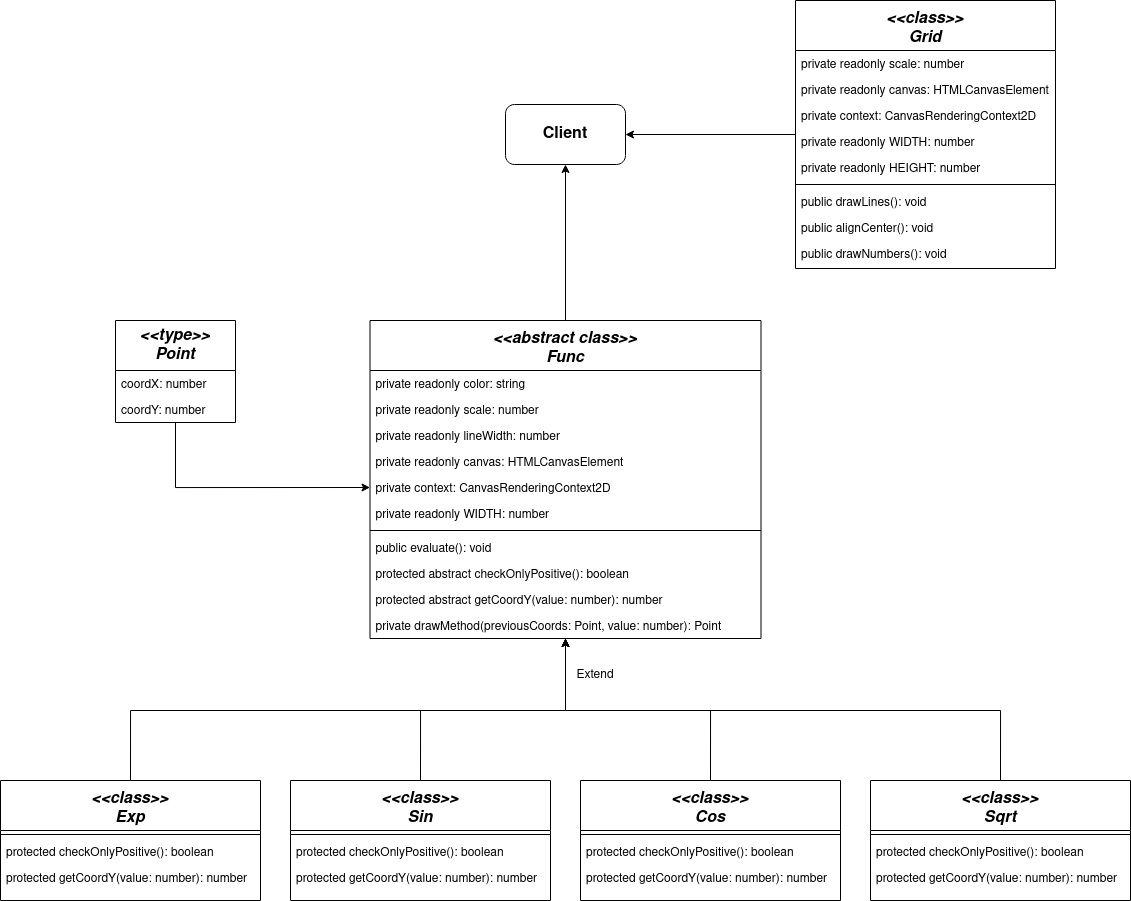 <<class>>
Grid
private readonly scale: number
private readonly canvas: HTMLCanvasElement
private context: CanvasRenderingContext2D
private readonly WIDTH: number
private readonly HEIGHT: number
public drawLines(): void
public alignCenter(): void
public drawNumbers(): void
Client
<<type>>
Point
coordX: number
coordY: number
<<abstract class>>
Func
private readonly color: string
private readonly scale: number
private readonly lineWidth: number
private readonly canvas: HTMLCanvasElement
private context: CanvasRenderingContext2D
private readonly WIDTH: number
public evaluate(): void
protected abstract checkOnlyPositive(): boolean
protected abstract getCoordY(value: number): number
private drawMethod(previousCoords: Point, value: number): Point
Extend
<<class>>
Exp
protected checkOnlyPositive(): boolean
protected getCoordY(value: number): number
<<class>>
Sin
protected checkOnlyPositive(): boolean
protected getCoordY(value: number): number
<<class>>
Cos
protected checkOnlyPositive(): boolean
protected getCoordY(value: number): number
<<class>>
Sqrt
protected checkOnlyPositive(): boolean
protected getCoordY(value: number): number